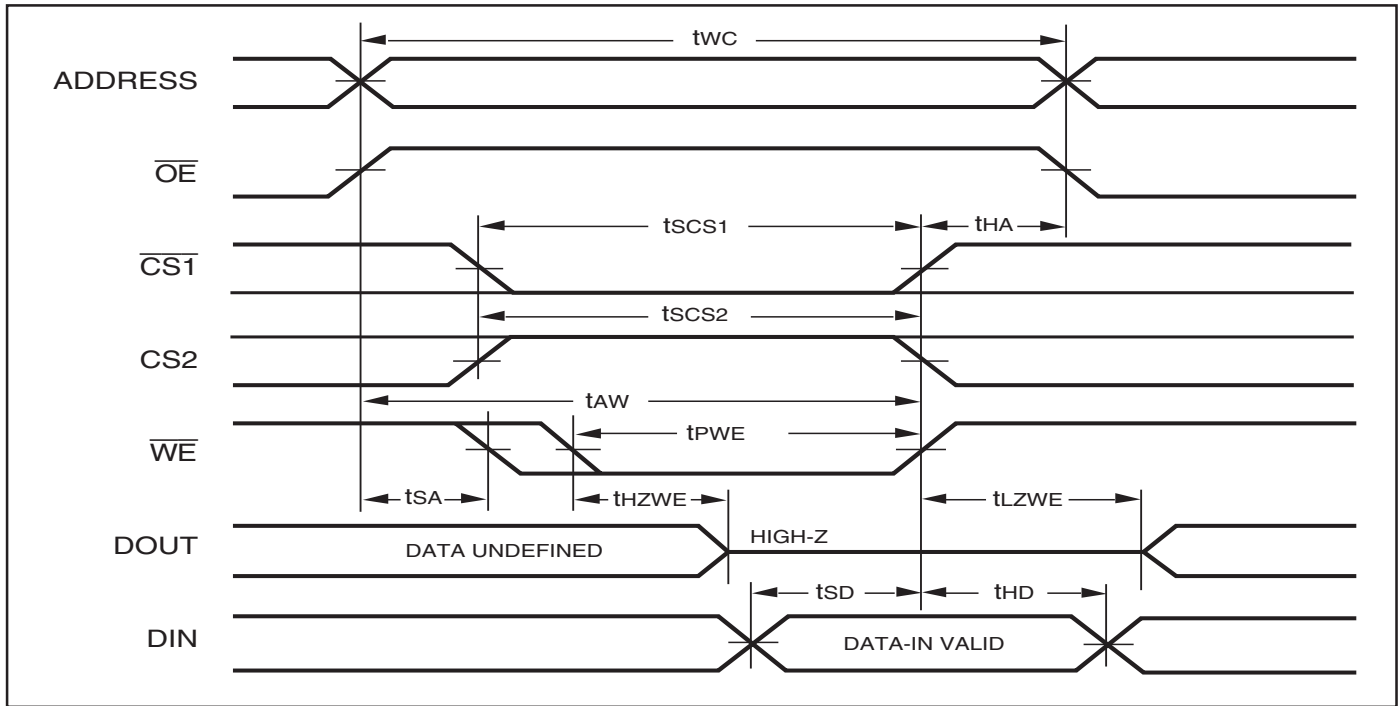 tWC
ADDRESS
OE
tSCS1
tHA
CS1
tSCS2
CS2
tAW
tPWE
WE
tSA
tHZWE
tLZWE
DOUT
DATA UNDEFINED
HIGH-Z
tSD
tHD
DIN
DATA-IN VALID